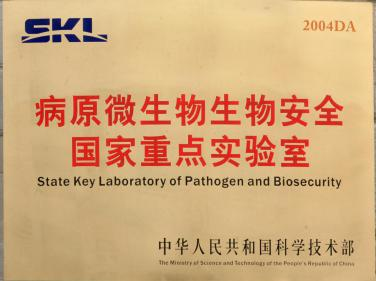 SKL
2004DA
病原微生物生物安全
国家重点实验室
State Key Laboratory of Pathogen and Biosecurity
中华人民共和国科学技术部
The Ministry of Science and Technology of the People's Republic of China